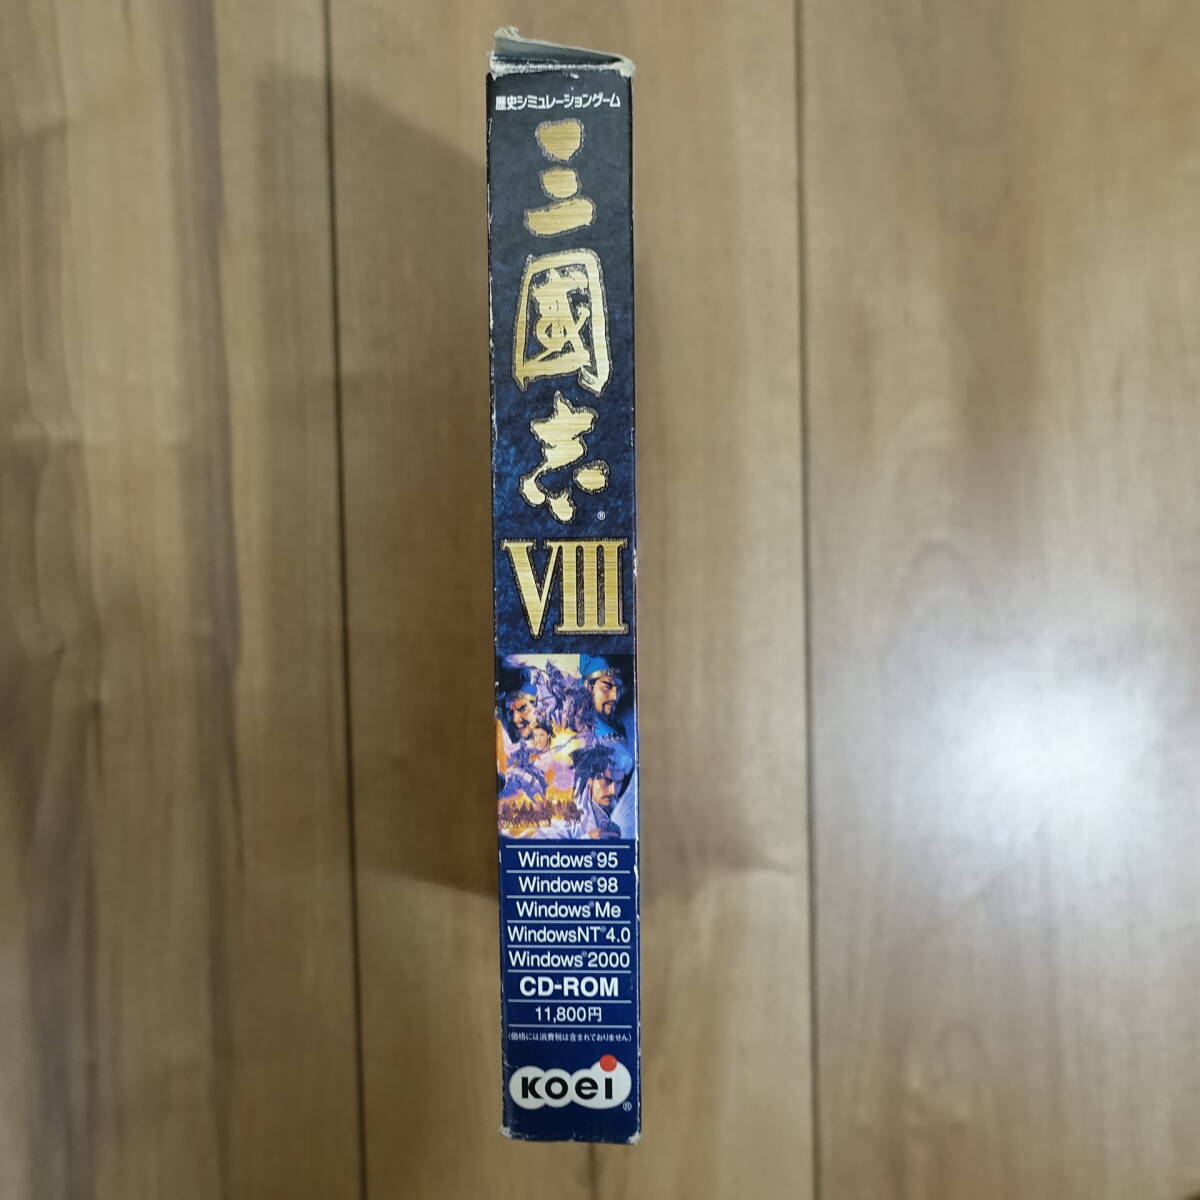 歴史シミュレーションゲーム
三國志®
VIII
Windows®95
Windows®98
Windows®Me
WindowsNT®4.0
Windows®2000
CD-ROM
11,800円
(価格には消費税は含まれておりません)
KOEI®